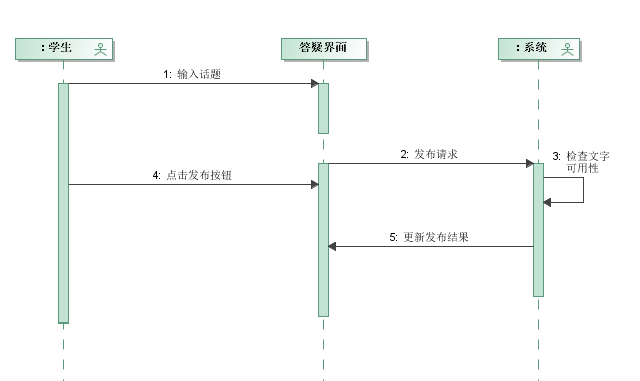 ：学生
答疑界面
：系统
1: 输入话题
2: 发布请求
3: 检查文字
可用性
4: 点击发布按钮
5: 更新发布结果